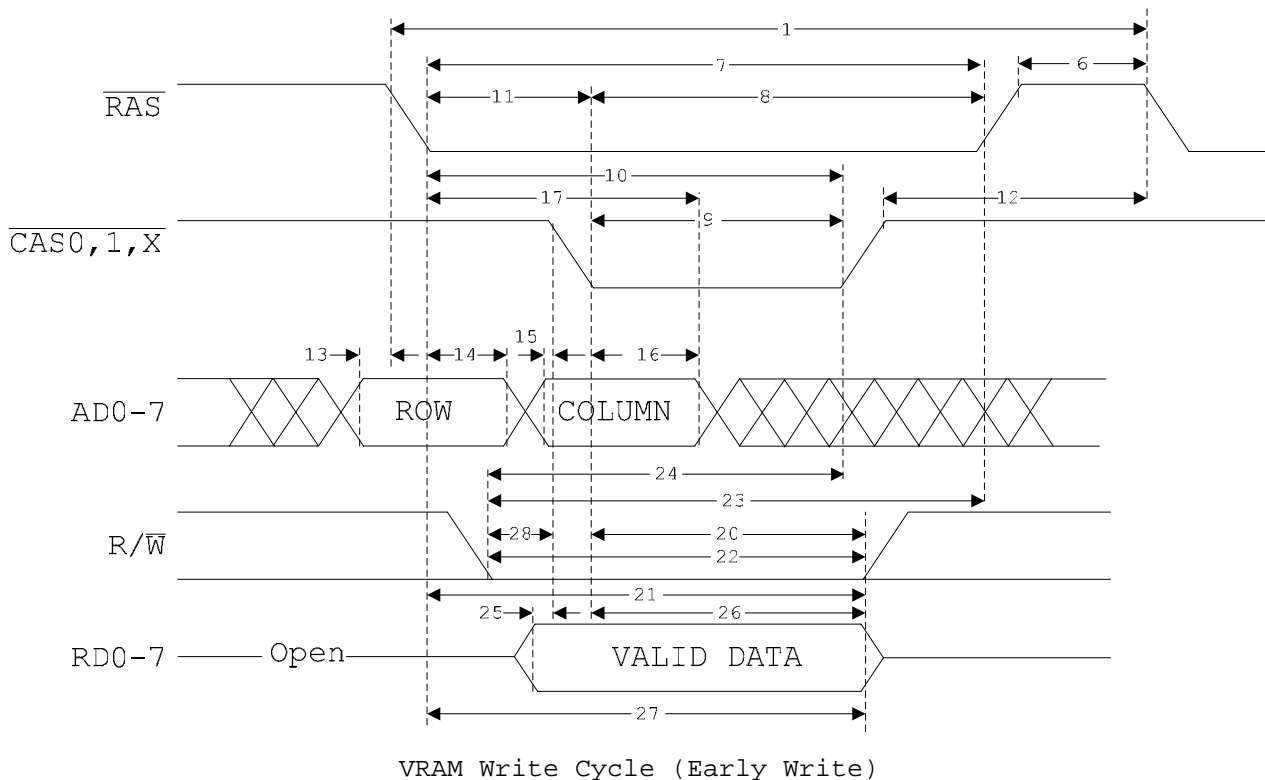 1
7
6
RAS
11
8
10
17
12
CAS0,1,X
9
13
14
15
16
AD0-7
ROW
COLUMN
24
23
R/W
28
20
22
21
25
26
RD0-7
Open
VALID DATA
27
VRAM Write Cycle (Early Write)